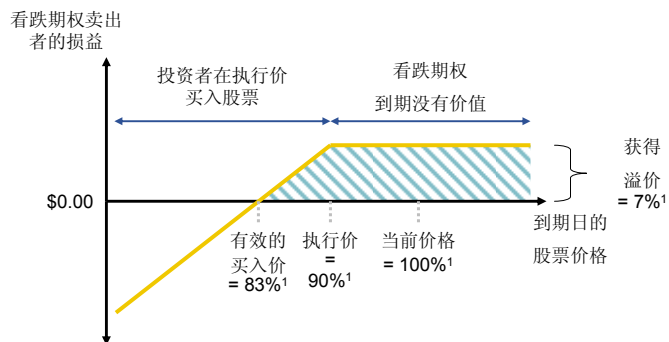 看跌期权卖出
者的损益
投资者在执行价
买入股票
看跌期权
到期没有价值
$0.00
获得
溢价
= 7%¹
有效的
买入价
= 83%¹
执行价
=
90%¹
当前价格
= 100%¹
到期日的
股票价格